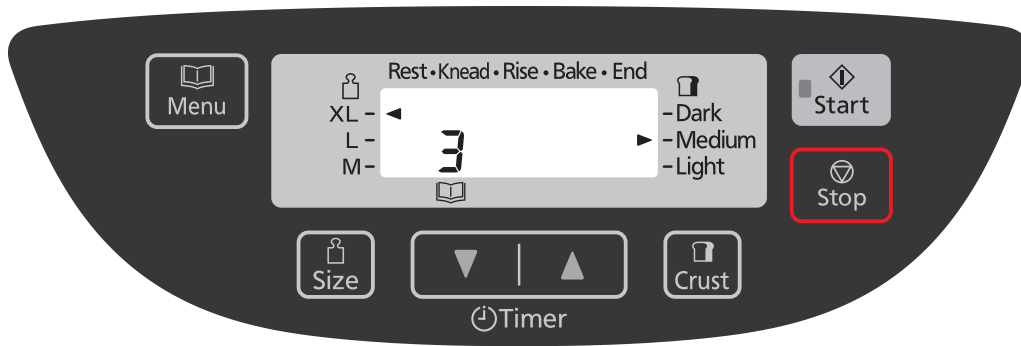 Menu
Rest • Knead • Rise • Bake • End
XL
L
M
3
Dark
Medium
Light
Start
Stop
Size
Timer
Crust